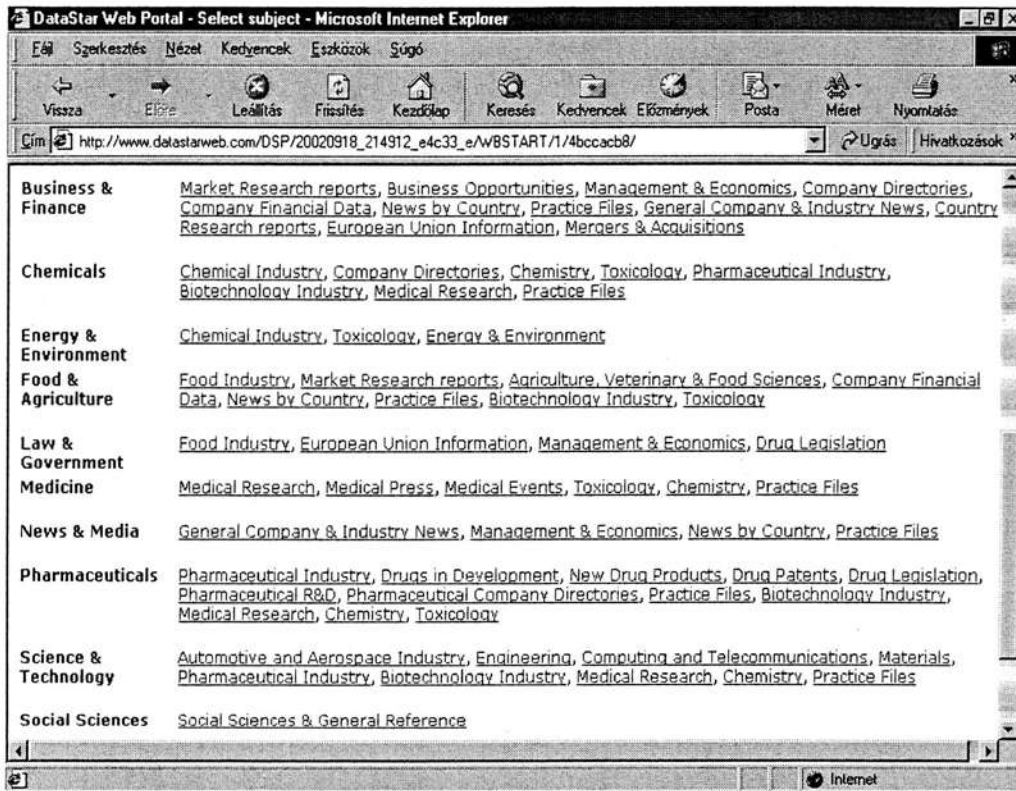 DataStar Web Portal - Select subject - Microsoft Internet Explorer
Fájl Szerkesztés Nézet Kedvencek Eszközök Súgó
Vissza Előre Leállítás Frissítés Kezdőlap Keresés Kedvencek Előzmények Posta Méret Nyomtatás
Cím http://www.datastarweb.com/DSP/20020918_214912_e4c33_e/WBSTART/1/4bccacb8/ Ugrás Hivatkozások
Business & Finance
Market Research reports, Business Opportunities, Management & Economics, Company Directories,
Company Financial Data, News by Country, Practice Files, General Company & Industry News, Country
Research reports, European Union Information, Mergers & Acquisitions
Chemicals
Chemical Industry, Company Directories, Chemistry, Toxicology, Pharmaceutical Industry,
Biotechnology Industry, Medical Research, Practice Files
Energy & Environment
Chemical Industry, Toxicology, Energy & Environment
Food & Agriculture
Food Industry, Market Research reports, Agriculture, Veterinary & Food Sciences, Company Financial
Data, News by Country, Practice Files, Biotechnology Industry, Toxicology
Law & Government
Food Industry, European Union Information, Management & Economics, Drug Legislation
Medicine
Medical Research, Medical Press, Medical Events, Toxicology, Chemistry, Practice Files
News & Media
General Company & Industry News, Management & Economics, News by Country, Practice Files
Pharmaceuticals
Pharmaceutical Industry, Drugs in Development, New Drug Products, Drug Patents, Drug Legislation,
Pharmaceutical R&D, Pharmaceutical Company Directories, Practice Files, Biotechnology Industry,
Medical Research, Chemistry, Toxicology
Science & Technology
Automotive and Aerospace Industry, Engineering, Computing and Telecommunications, Materials,
Pharmaceutical Industry, Biotechnology Industry, Medical Research, Chemistry, Practice Files
Social Sciences
Social Sciences & General Reference
Internet